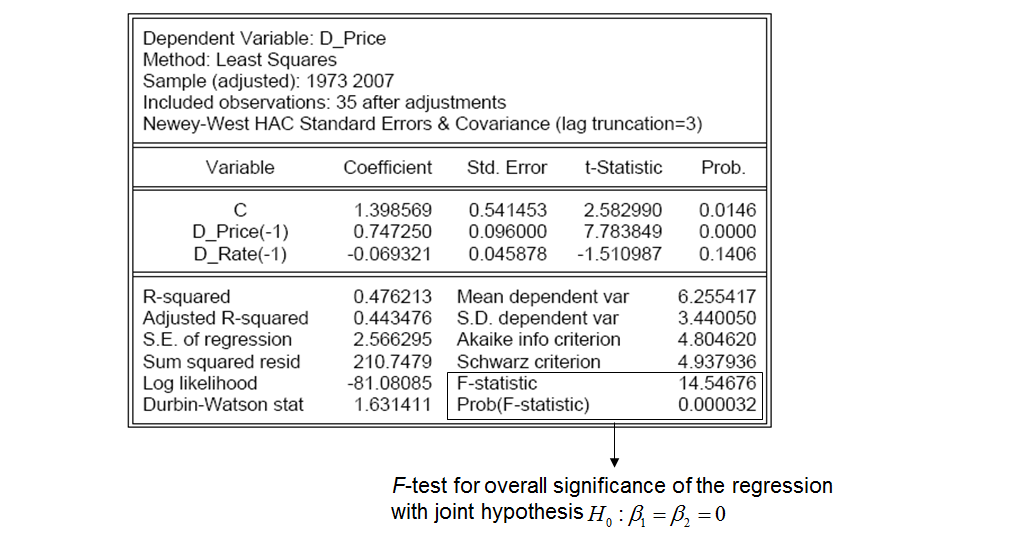 Dependent Variable: D_Price
Method: Least Squares
Sample (adjusted): 1973 2007
Included observations: 35 after adjustments
Newey-West HAC Standard Errors & Covariance (lag truncation=3)
Variable Coefficient Std. Error t-Statistic Prob.
C 1.398569 0.541453 2.582990 0.0146
D_Price(-1) 0.747250 0.096000 7.783849 0.0000
D_Rate(-1) -0.069321 0.045878 -1.510987 0.1406
R-squared 0.476213 Mean dependent var 6.255417
Adjusted R-squared 0.443476 S.D. dependent var 3.440050
S.E. of regression 2.566295 Akaike info criterion 4.804620
Sum squared resid 210.7479 Schwarz criterion 4.937936
Log likelihood -81.08085 F-statistic 14.54676
Durbin-Watson stat 1.631411 Prob(F-statistic) 0.000032
F-test for overall significance of the regression
with joint hypothesis H₀ : β₁ = β₂ = 0